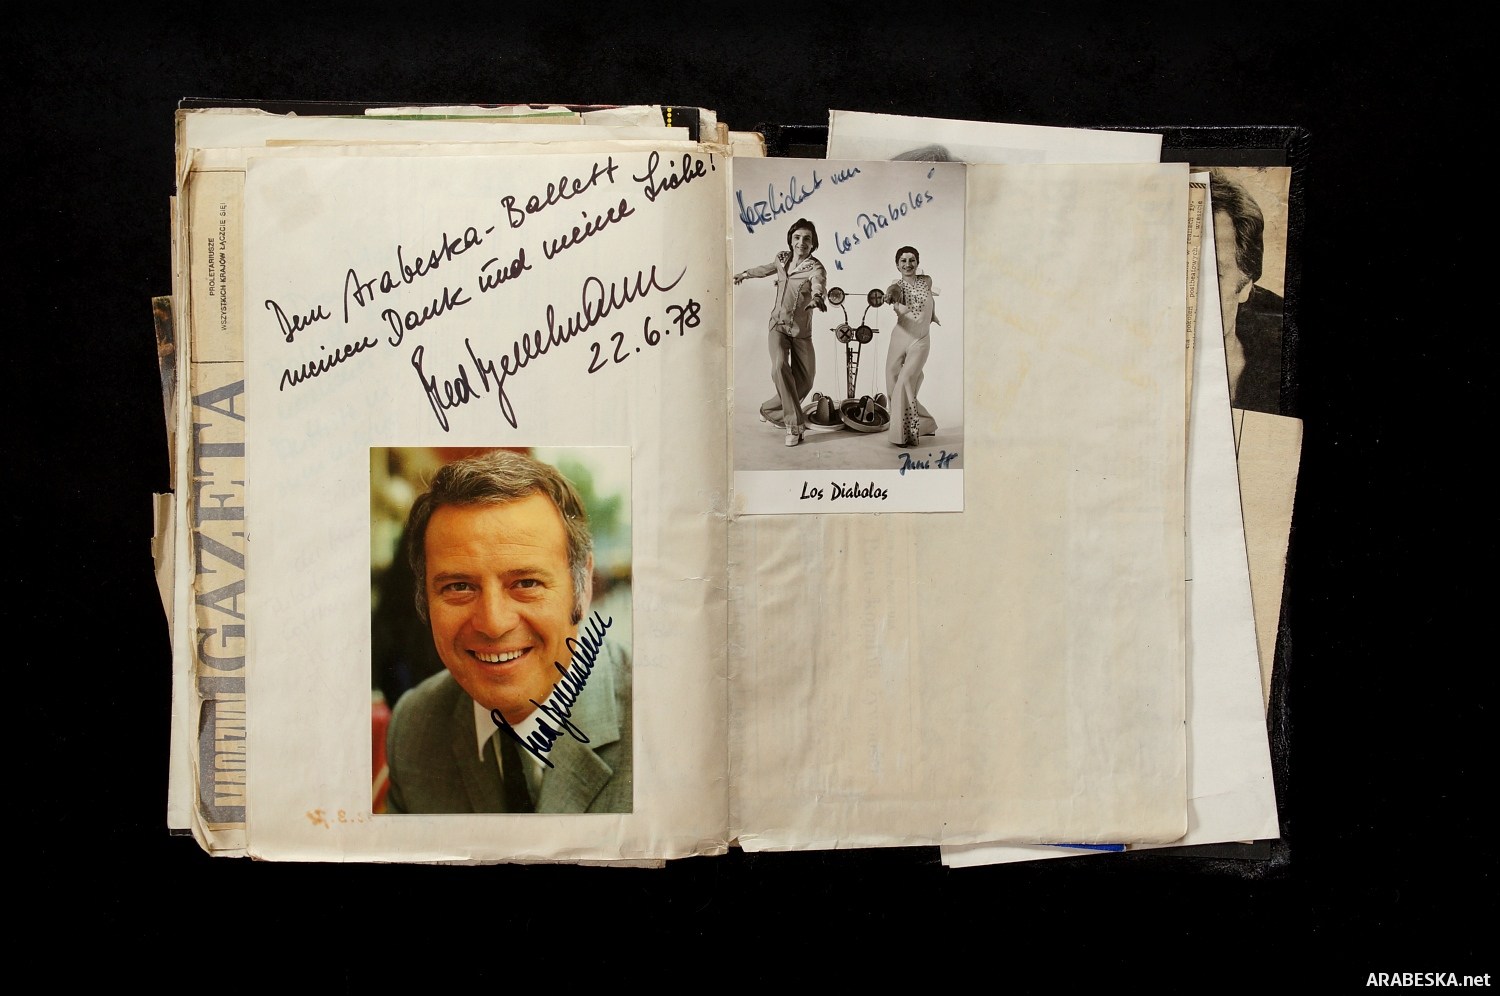 PROLETARIUSZE
WSZYSTKICH KRAJÓW ŁĄCZCIE SIĘ!
GAZETA
Dem Arabeska-Ballett
meinen Dank und meine Liebe!
22.6.78
Herzlichst von
"Los Diabolos"
Juni 78
Los Diabolos
ARABESKA.net